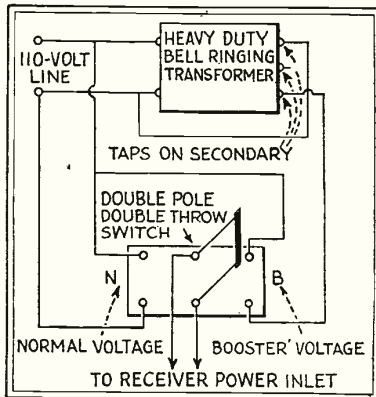 110-VOLT
LINE
HEAVY DUTY
BELL RINGING
TRANSFORMER
TAPS ON SECONDARY
DOUBLE POLE
DOUBLE THROW
SWITCH
N
B
NORMAL VOLTAGE
BOOSTER' VOLTAGE
TO RECEIVER POWER INLET